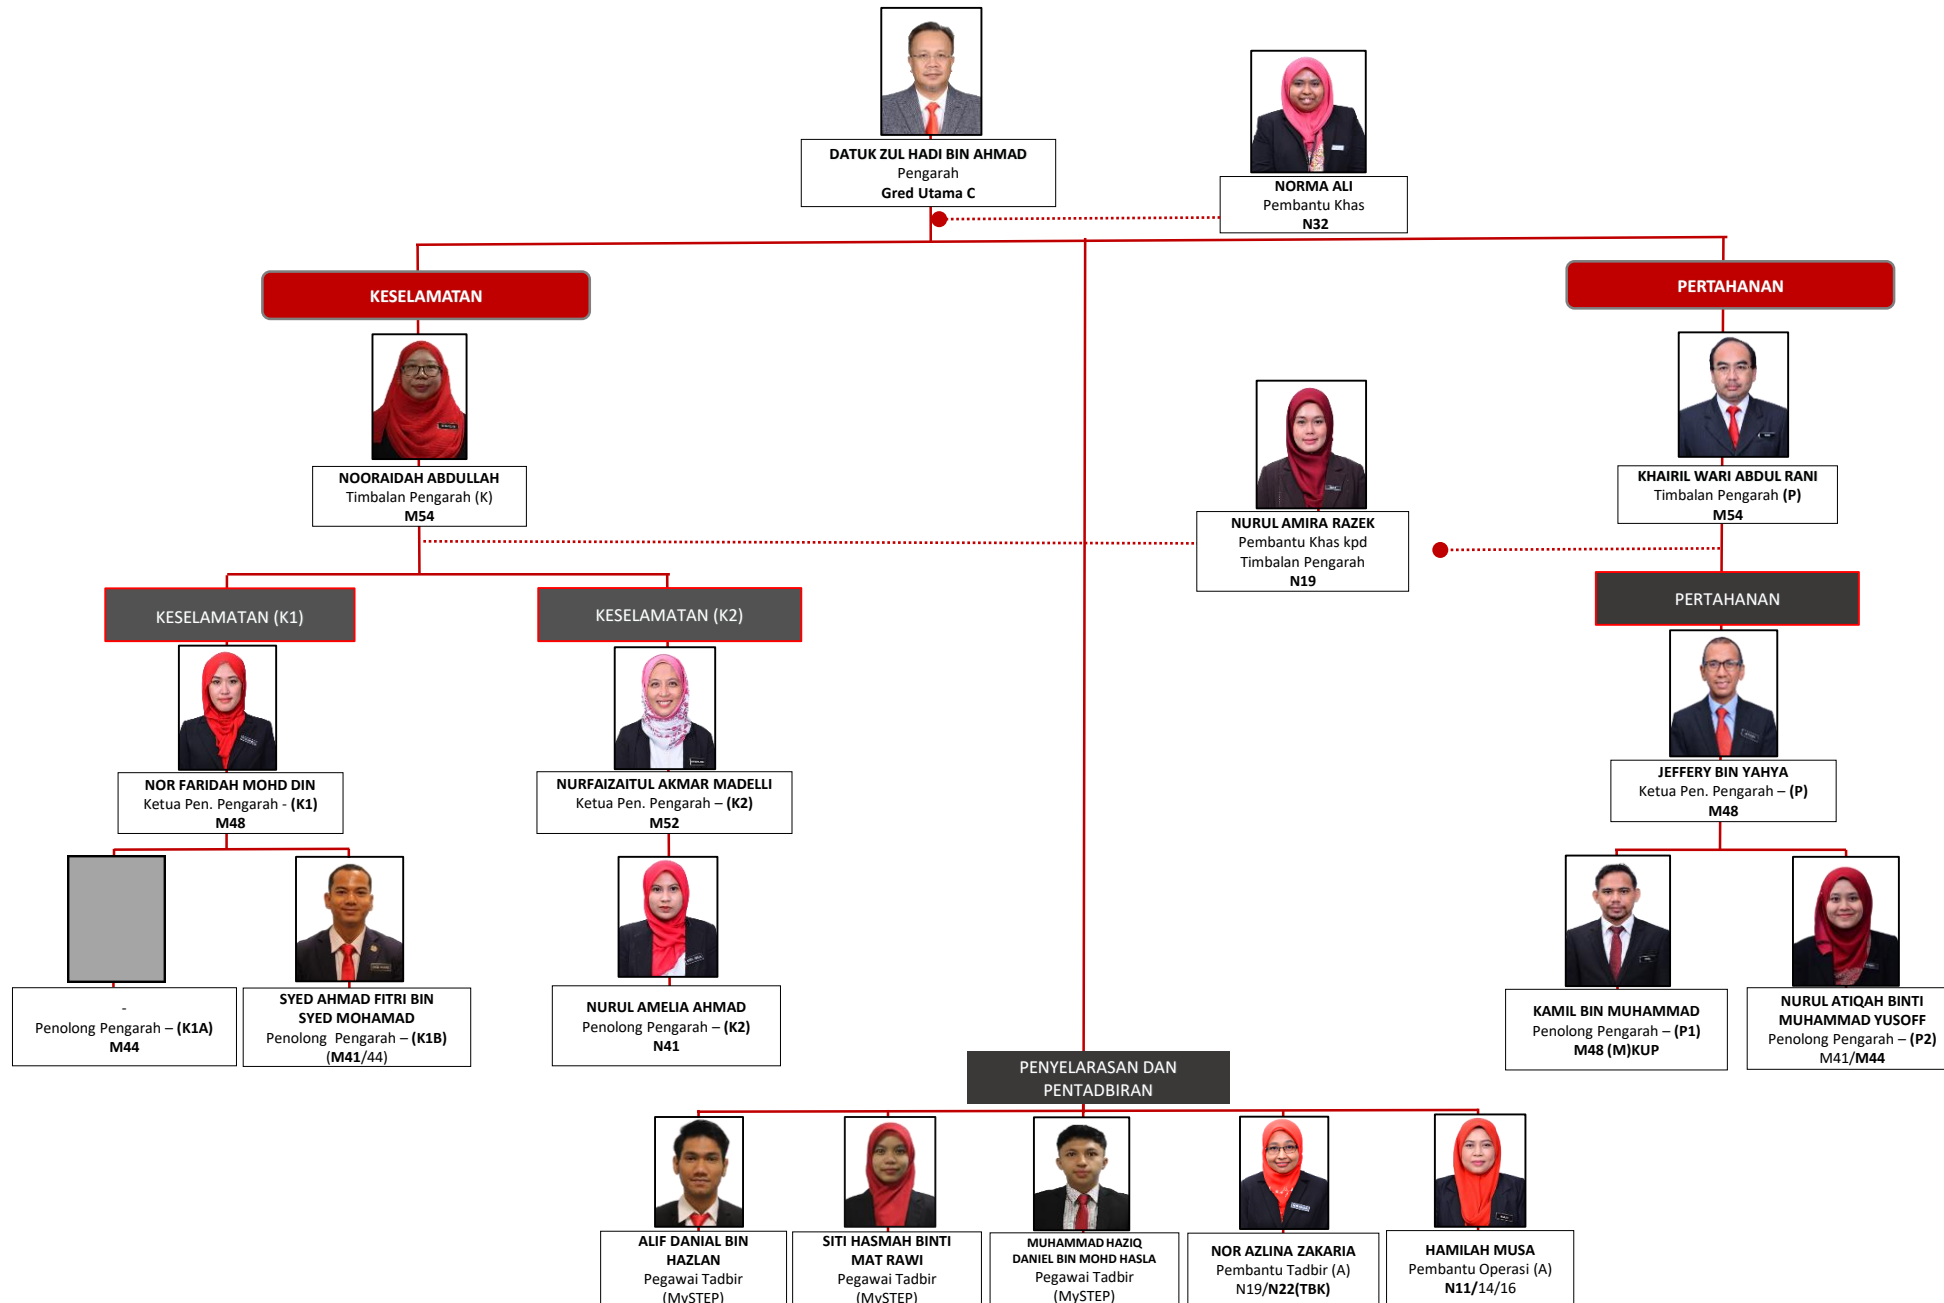 DATUK ZUL HADI BIN AHMAD
Pengarah
Gred Utama C
NORMA ALI
Pembantu Khas
N32
KESELAMATAN
PERTAHANAN
NOORAIDAH ABDULLAH
Timbalan Pengarah (K)
M54
NURUL AMIRA RAZEK
Pembantu Khas kpd
Timbalan Pengarah
N19
KHAIRIL WARI ABDUL RANI
Timbalan Pengarah (P)
M54
KESELAMATAN (K1)
KESELAMATAN (K2)
PERTAHANAN
NOR FARIDAH MOHD DIN
Ketua Pen. Pengarah - (K1)
M48
NURFAIZAITUL AKMAR MADELLI
Ketua Pen. Pengarah – (K2)
M52
JEFFERY BIN YAHYA
Ketua Pen. Pengarah – (P)
M48
-
Penolong Pengarah – (K1A)
M44
SYED AHMAD FITRI BIN
SYED MOHAMAD
Penolong  Pengarah – (K1B)
(M41/44)
NURUL AMELIA AHMAD
Penolong Pengarah – (K2)
N41
KAMIL BIN MUHAMMAD
Penolong Pengarah – (P1)
M48 (M)KUP
NURUL ATIQAH BINTI
MUHAMMAD YUSOFF
Penolong Pengarah – (P2)
M41/M44
PENYELARASAN DAN
PENTADBIRAN
ALIF DANIAL BIN
HAZLAN
Pegawai Tadbir
(MySTEP)
SITI HASMAH BINTI
MAT RAWI
Pegawai Tadbir
(MySTEP)
MUHAMMAD HAZIQ
DANIEL BIN MOHD HASLA
Pegawai Tadbir
(MySTEP)
NOR AZLINA ZAKARIA
Pembantu Tadbir (A)
N19/N22(TBK)
HAMILAH MUSA
Pembantu Operasi (A)
N11/14/16